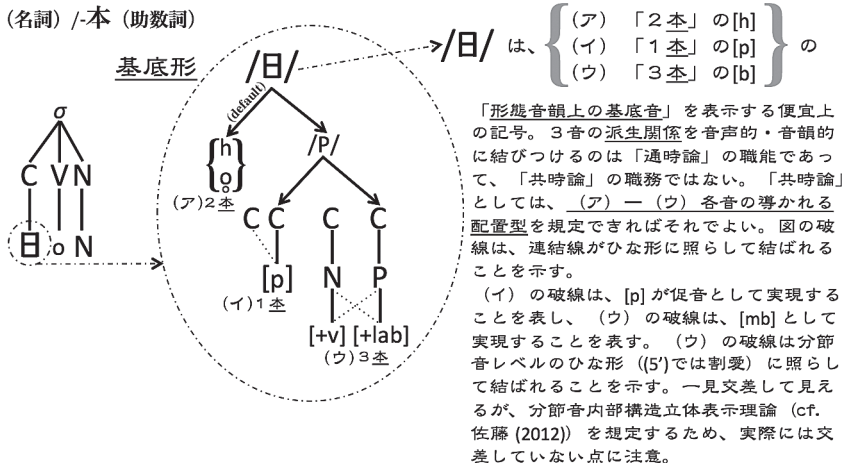 （名詞）/-本（助数詞）
σ
C V N
日 o N
基底形
/日/
(default)
{h o̥}
/P/
(ア)2本
C C C C
[p] N P
(イ)1本
[+v] [+lab]
(ウ)3本
/日/ は、
（ア）「2本」の[h]
（イ）「1本」の[p]
（ウ）「3本」の[b]
の
「形態音韻上の基底音」を表示する便宜上
の記号。3音の派生関係を音声的・音韻的
に結びつけるのは「通時論」の職能であっ
て、「共時論」の職務ではない。「共時論」
としては、（ア）―（ウ）各音の導かれる
配置型を規定できればそれでよい。図の破
線は、連結線がひな形に照らして結ばれる
ことを示す。
（イ）の破線は、[p]が促音として実現する
ことを表し、（ウ）の破線は、[mb]として
実現することを表す。（ウ）の破線は分節
音レベルのひな形（(5')では割愛）に照らし
て結ばれることを示す。一見交差して見え
るが、分節音内部構造立体表示理論（cf.
佐藤(2012)）を想定するため、実際には交
差していない点に注意。